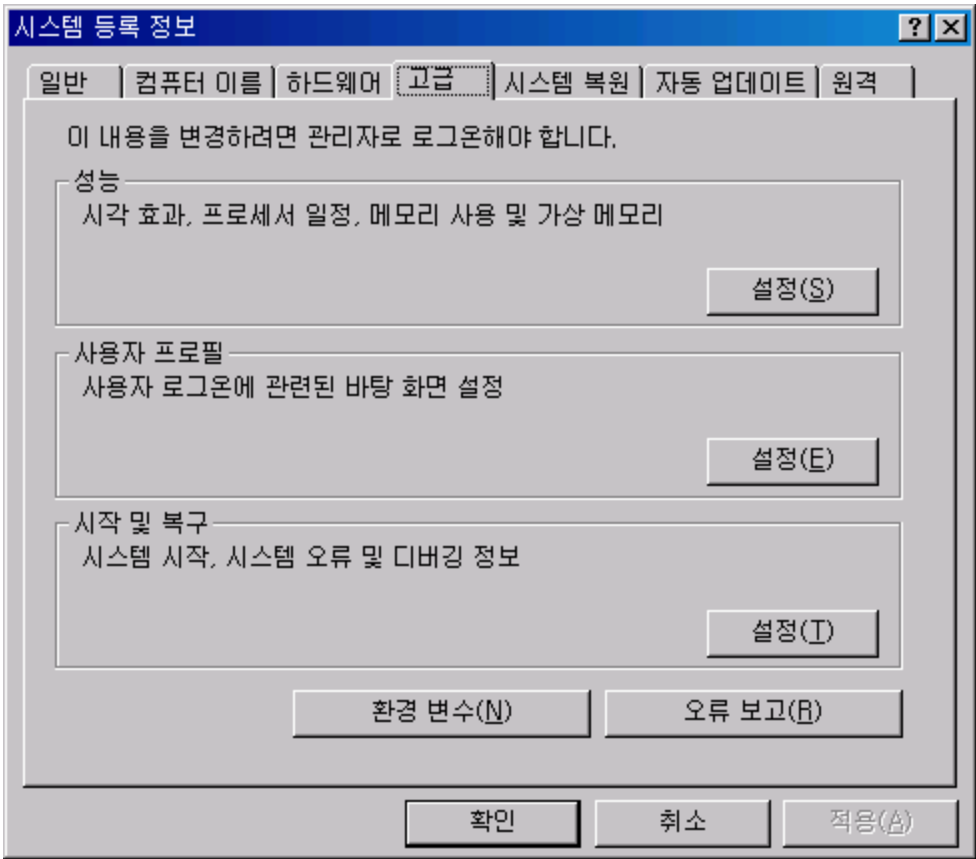 시스템 등록 정보
일반 컴퓨터 이름 하드웨어 고급 시스템 복원 자동 업데이트 원격
이 내용을 변경하려면 관리자로 로그온해야 합니다.
성능
시각 효과, 프로세서 일정, 메모리 사용 및 가상 메모리
설정(S)
사용자 프로필
사용자 로그온에 관련된 바탕 화면 설정
설정(E)
시작 및 복구
시스템 시작, 시스템 오류 및 디버깅 정보
설정(T)
환경 변수(N) 오류 보고(R)
확인 취소 적용(A)